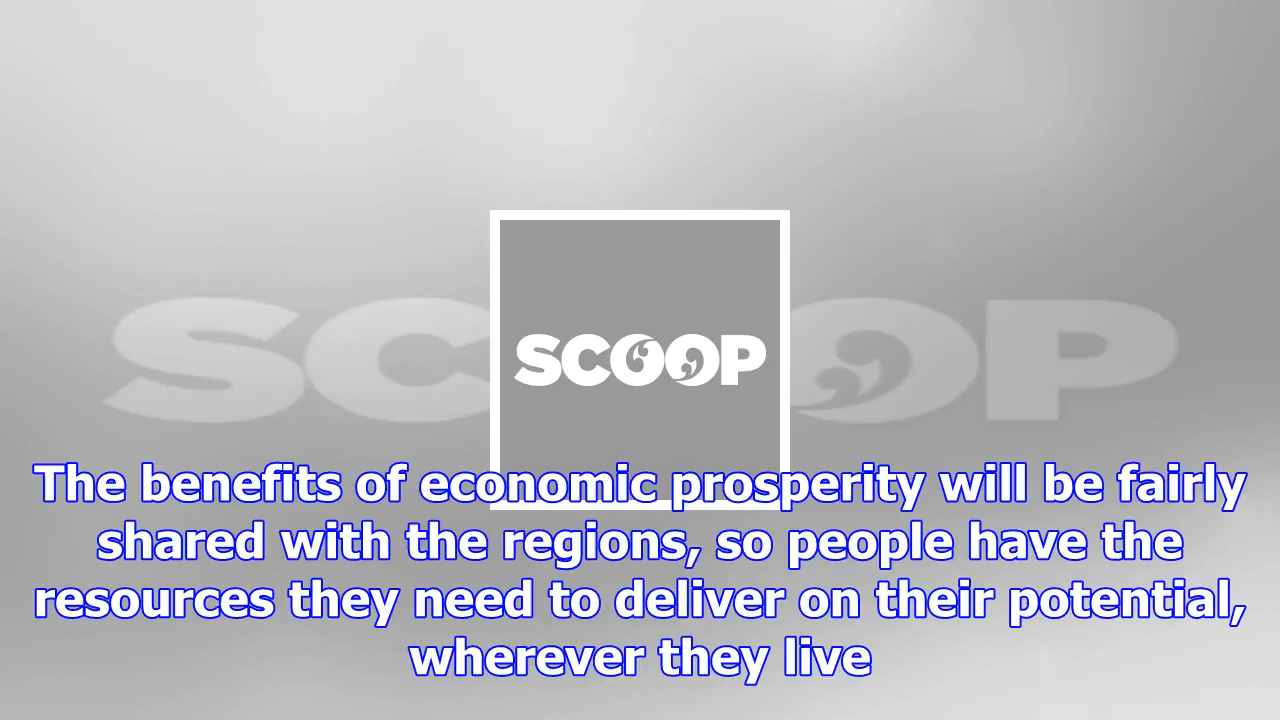 SCOOP
SCOOP
The benefits of economic prosperity will be fairly
shared with the regions, so people have the
resources they need to deliver on their potential,
wherever they live